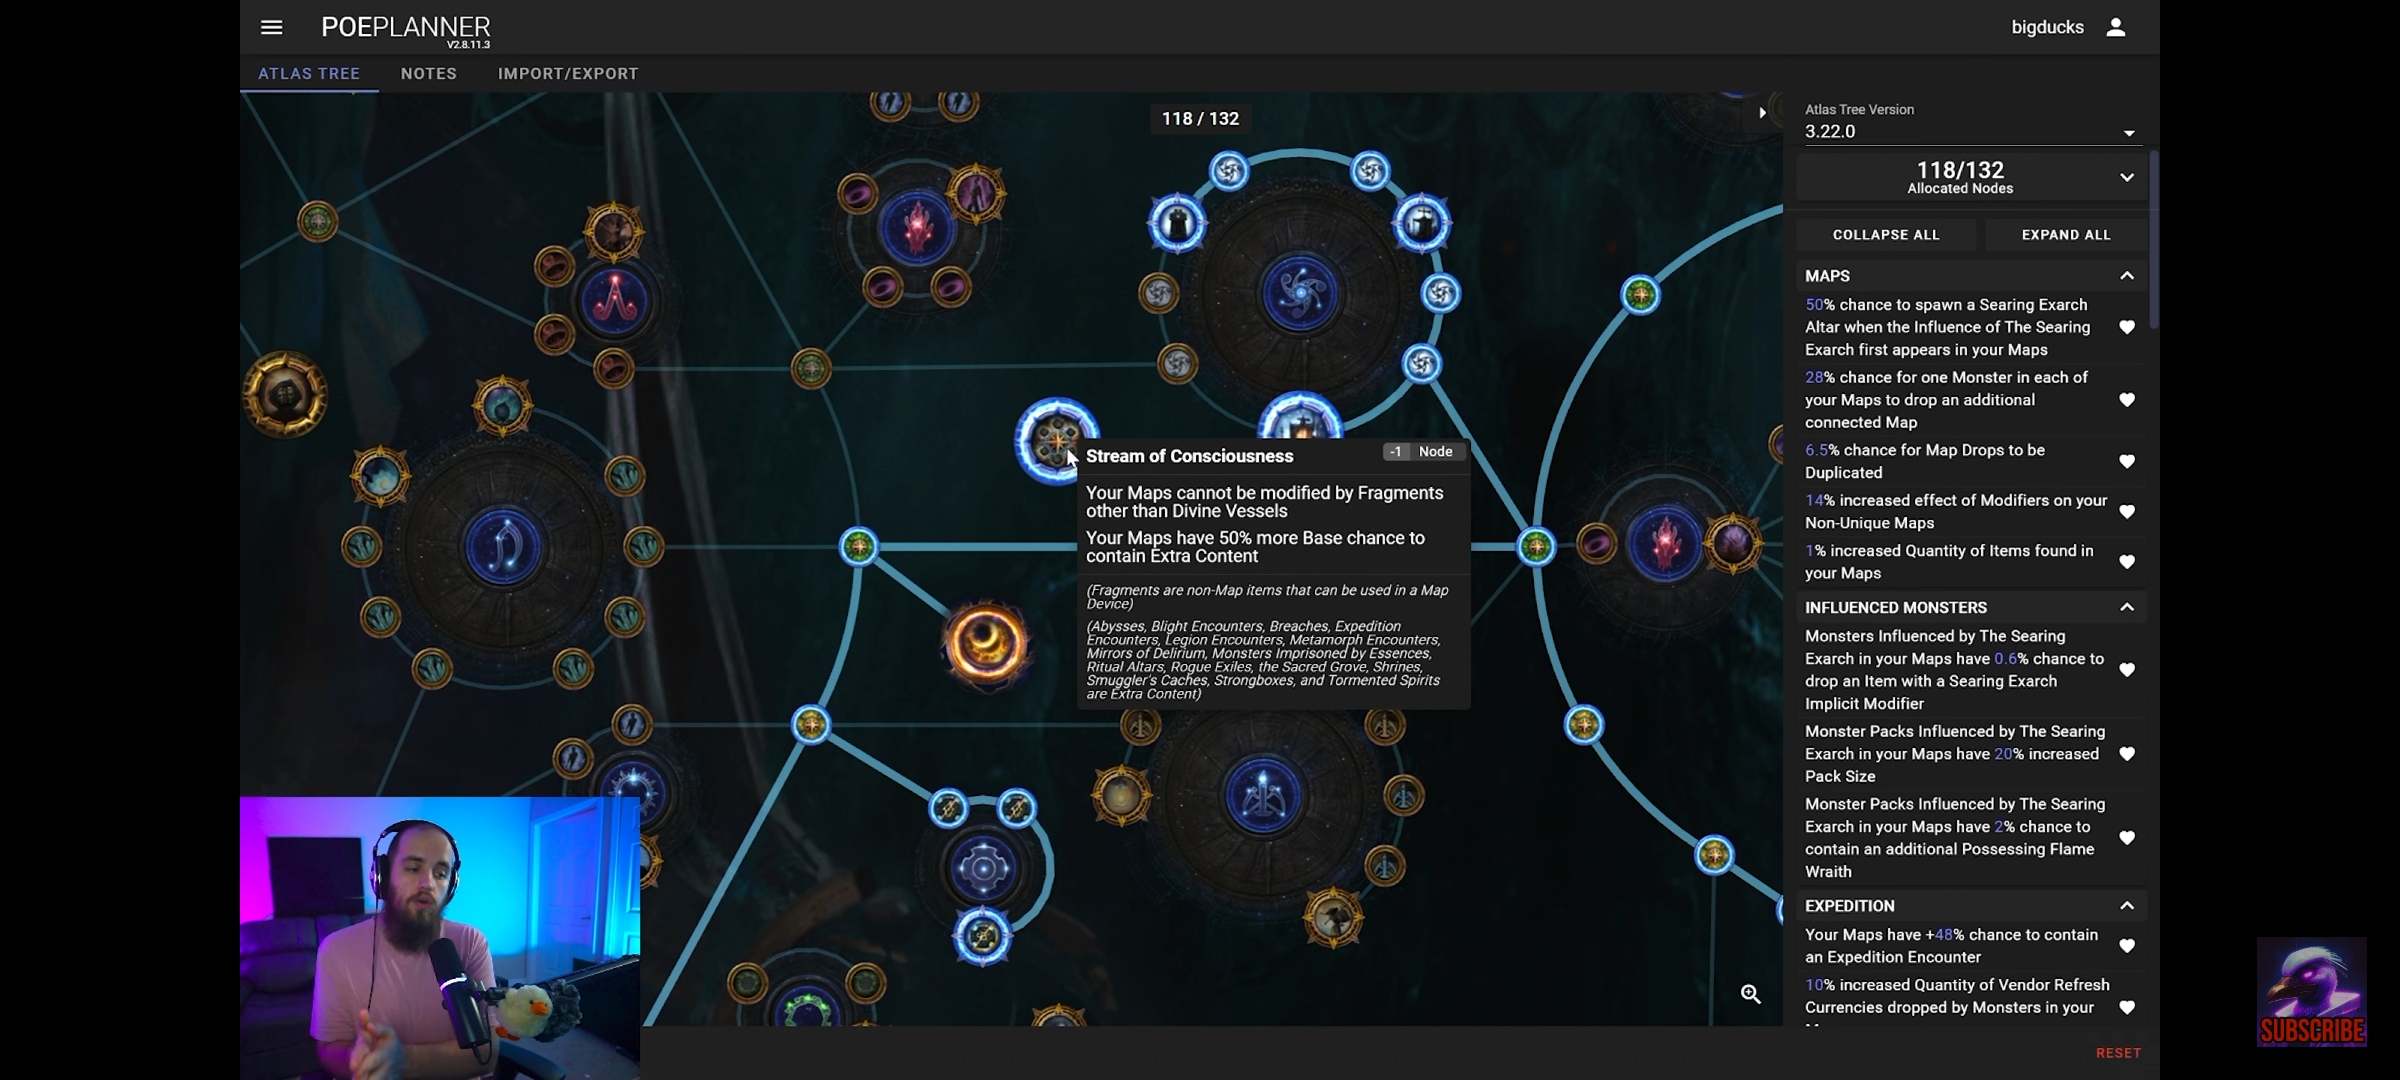 POEPLANNER
V2.8.11.3
bigducks
ATLAS TREE
NOTES
IMPORT/EXPORT
118 / 132
Stream of Consciousness
-1 Node
Your Maps cannot be modified by Fragments
other than Divine Vessels
Your Maps have 50% more Base chance to
contain Extra Content
(Fragments are non-Map items that can be used in a Map
Device)
(Abysses, Blight Encounters, Breaches, Expedition
Encounters, Legion Encounters, Metamorph Encounters,
Mirrors of Delirium, Monsters Imprisoned by Essences,
Ritual Altars, Rogue Exiles, the Sacred Grove, Shrines,
Smuggler's Caches, Strongboxes, and Tormented Spirits
are Extra Content)
Atlas Tree Version
3.22.0
118/132
Allocated Nodes
COLLAPSE ALL
EXPAND ALL
MAPS
50% chance to spawn a Searing Exarch
Altar when the Influence of The Searing
Exarch first appears in your Maps
28% chance for one Monster in each of
your Maps to drop an additional
connected Map
6.5% chance for Map Drops to be
Duplicated
14% increased effect of Modifiers on your
Non-Unique Maps
1% increased Quantity of Items found in
your Maps
INFLUENCED MONSTERS
Monsters Influenced by The Searing
Exarch in your Maps have 0.6% chance to
drop an Item with a Searing Exarch
Implicit Modifier
Monster Packs Influenced by The Searing
Exarch in your Maps have 20% increased
Pack Size
Monster Packs Influenced by The Searing
Exarch in your Maps have 2% chance to
contain an additional Possessing Flame
Wraith
EXPEDITION
Your Maps have +48% chance to contain
an Expedition Encounter
10% increased Quantity of Vendor Refresh
Currencies dropped by Monsters in your
RESET
SUBSCRIBE